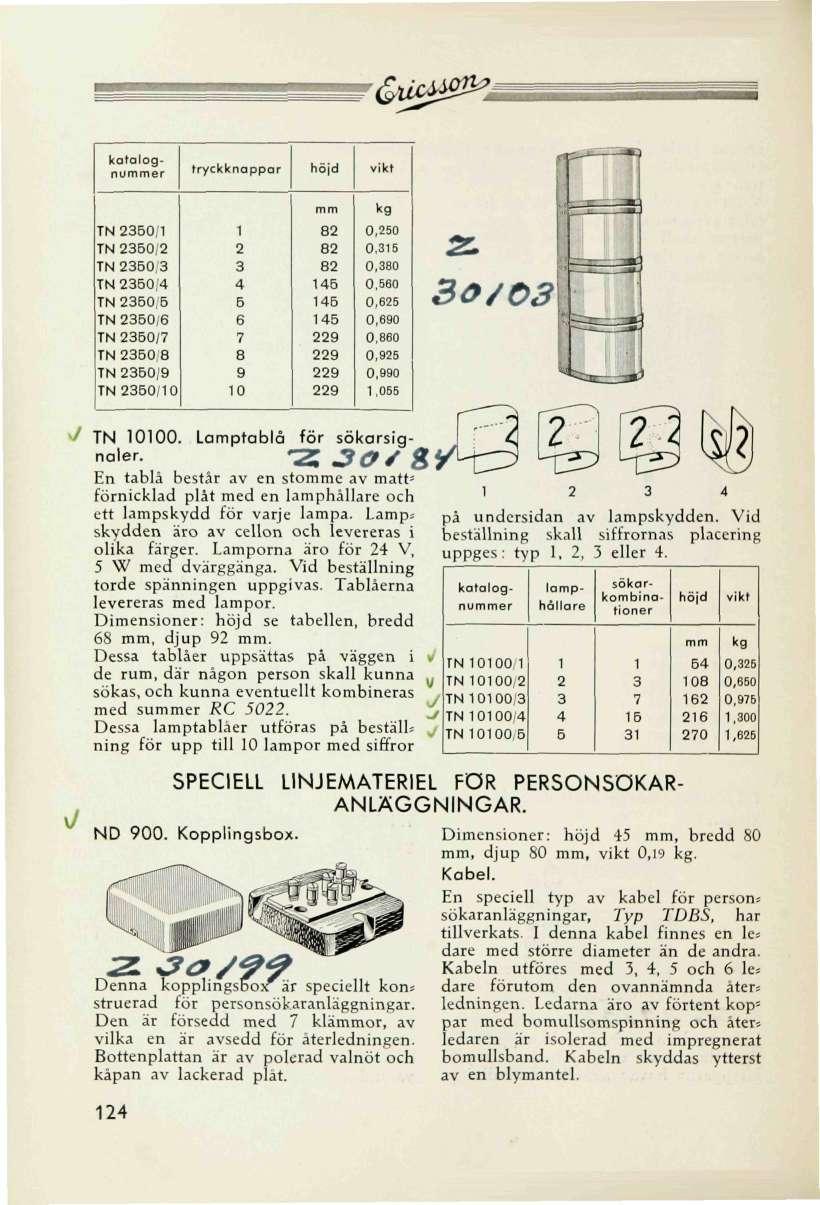 Ericsson
katalog-
nummer tryckknappar höjd vikt
mm kg
TN 2350/1 1 82 0,250
TN 2350/2 2 82 0,315
TN 2350/3 3 82 0,380
TN 2350/4 4 145 0,560
TN 2350/5 5 145 0,625
TN 2350/6 6 145 0,690
TN 2350/7 7 229 0,860
TN 2350/8 8 229 0,925
TN 2350/9 9 229 0,990
TN 2350/10 10 229 1,055
Z
30103
TN 10100. Lamptablå för sökarsig-
naler.
Z 30184
En tablå består av en stomme av matt-
förnicklad plåt med en lamphållare och
ett lampskydd för varje lampa. Lamp-
skydden äro av cellon och levereras i
olika färger. Lamporna äro för 24 V,
5 W med dvärggänga. Vid beställning
torde spänningen uppgivas. Tablåerna
levereras med lampor.
Dimensioner: höjd se tabellen, bredd
68 mm, djup 92 mm.
Dessa tablåer uppsättas på väggen i
de rum, där någon person skall kunna
sökas, och kunna eventuellt kombineras
med summer RC 5022.
Dessa lamptablåer utföras på beställ-
ning för upp till 10 lampor med siffror
2 2 2 2 2
1 2 3 4
på undersidan av lampskydden. Vid
beställning skall siffrornas placering
uppges: typ 1, 2, 3 eller 4.
katalog-
nummer lamp-
hållare sökar-
kombina-
tioner höjd vikt
mm kg
TN 10100/1 1 1 54 0,325
TN 10100/2 2 3 108 0,650
TN 10100/3 3 7 162 0,975
TN 10100/4 4 15 216 1,300
TN 10100/5 5 31 270 1,625
SPECIELL LINJEMATERIEL FÖR PERSONSÖKAR-
ANLÄGGNINGAR.
ND 900. Kopplingsbox.
Z 30199
Denna kopplingsbox är speciellt kon-
struerad för personsökaranläggningar.
Den är försedd med 7 klämmor, av
vilka en är avsedd för återledningen.
Bottenplattan är av polerad valnöt och
kåpan av lackerad plåt.
Dimensioner: höjd 45 mm, bredd 80
mm, djup 80 mm, vikt 0,19 kg.
Kabel.
En speciell typ av kabel för person-
sökaranläggningar, Typ TDBS, har
tillverkats. I denna kabel finnes en le-
dare med större diameter än de andra.
Kabeln utföres med 3, 4, 5 och 6 le-
dare förutom den ovannämnda åter-
ledningen. Ledarna äro av förtent kop-
par med bomullsomspinning och åter-
ledaren är isolerad med impregnerat
bomullsband. Kabeln skyddas ytterst
av en blymantel.
124